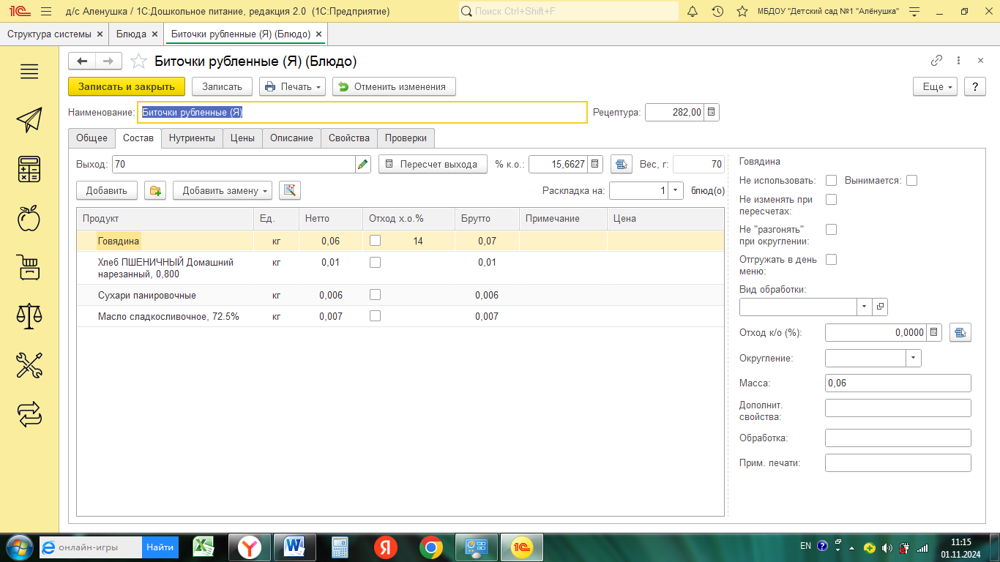 1С д/с Аленушка / 1С:Дошкольное питание, редакция 2.0 (1С:Предприятие) Поиск Ctrl+Shift+F МБДОУ "Детский сад №1 "Алёнушка"
Структура системы × Блюда × Биточки рубленные (Я) (Блюдо) ×
Биточки рубленные (Я) (Блюдо)
Записать и закрыть Записать Печать Отменить изменения Еще ?
Наименование: Биточки рубленные (Я) Рецептура: 282,00
Общее Состав Нутриенты Цены Описание Свойства Проверки
Выход: 70 Пересчет выхода % к.о.: 15,6627 Вес, г: 70
Добавить Добавить замену Раскладка на: 1 блюд(о)
Продукт Ед. Нетто Отход х.о.% Брутто Примечание Цена
Говядина кг 0,06 14 0,07
Хлеб ПШЕНИЧНЫЙ Домашний кг 0,01 0,01
нарезанный, 0,800
Сухари панировочные кг 0,006 0,006
Масло сладкосливочное, 72.5% кг 0,007 0,007
Говядина
Не использовать: Вынимается:
Не изменять при
пересчетах:
Не "разгонять"
при округлении:
Отгружать в день
меню:
Вид обработки:
Отход к/о (%): 0,0000
Округление:
Масса: 0,06
Дополнит.
свойства:
Обработка:
Прим. печати:
онлайн-игры Найти EN 11:15
01.11.2024